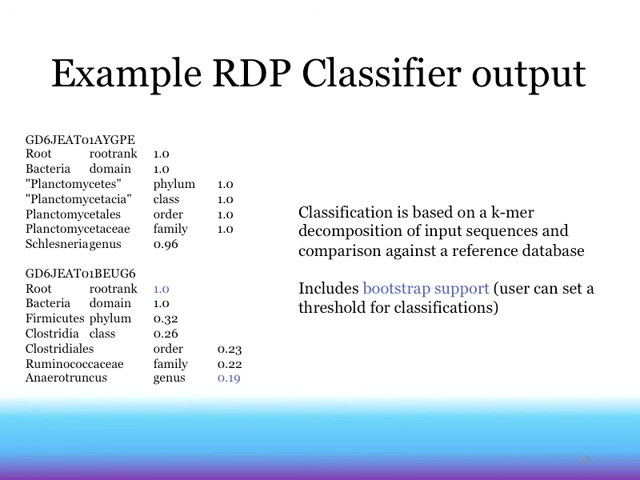 Example RDP Classifier output
GD6JEAT01AYGPE
Root rootrank 1.0
Bacteria domain 1.0
"Planctomycetes" phylum 1.0
"Planctomycetacia" class 1.0
Planctomycetales order 1.0
Planctomycetaceae family 1.0
Schlesneria genus 0.96
GD6JEAT01BEUG6
Root rootrank 1.0
Bacteria domain 1.0
Firmicutes phylum 0.32
Clostridia class 0.26
Clostridiales order 0.23
Ruminococcaceae family 0.22
Anaerotruncus genus 0.19
Classification is based on a k-mer
decomposition of input sequences and
comparison against a reference database
Includes bootstrap support (user can set a
threshold for classifications)